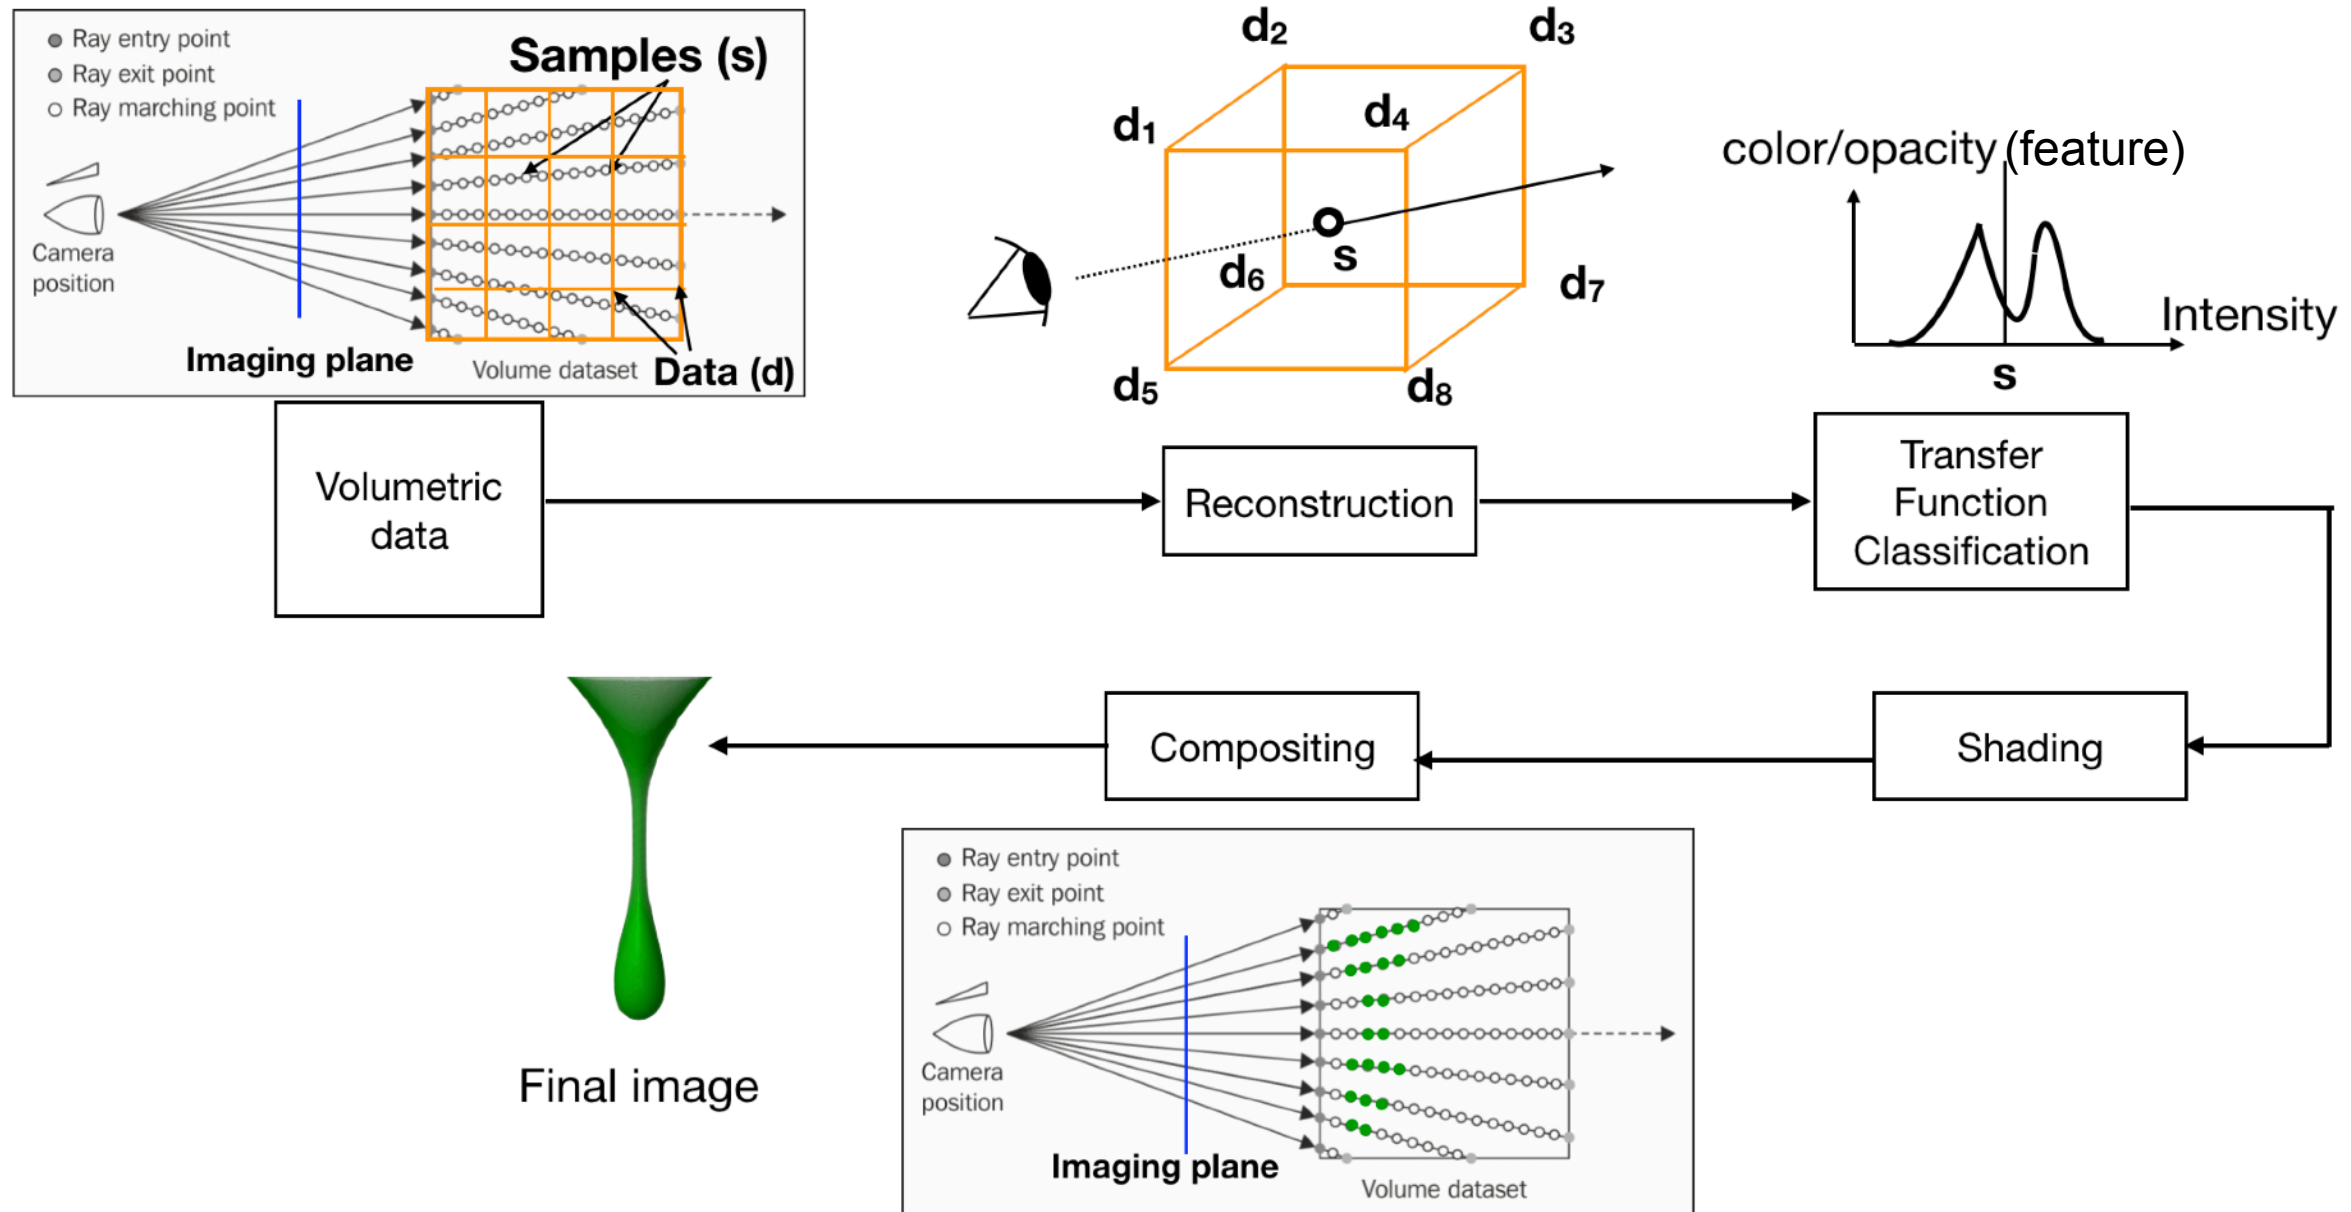 Ray entry point
Ray exit point
Ray marching point
Samples (s)
Camera
position
Imaging plane
Volume dataset
Data (d)
d2
d3
d1
d4
s
d6
d7
d5
d8
color/opacity (feature)
Intensity
s
Volumetric
data
Reconstruction
Transfer
Function
Classification
Compositing
Shading
Final image
Ray entry point
Ray exit point
Ray marching point
Camera
position
Imaging plane
Volume dataset